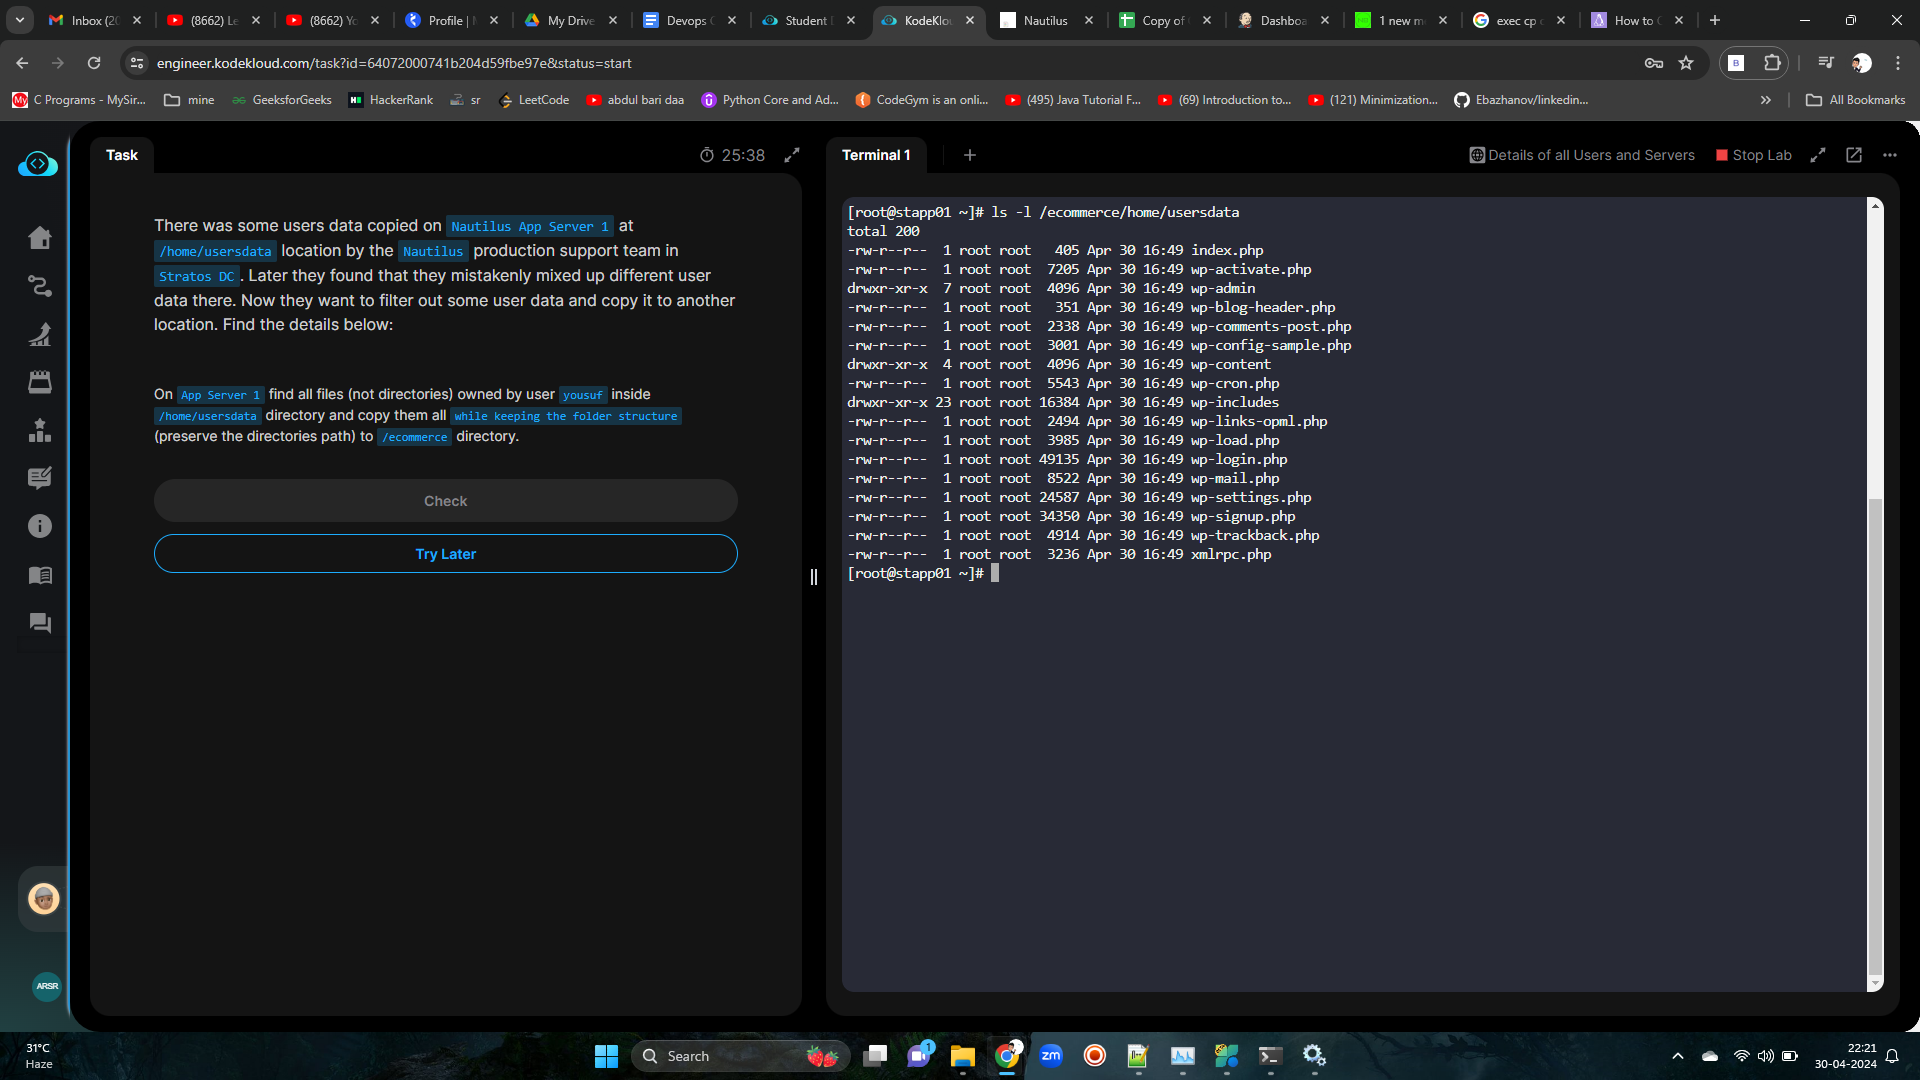 Inbox (20
(8662) Le
(8662) Yo
Profile |
My Drive
Devops
Student
KodeKlou
Nautilus
Copy of
Dashboa
1 new m
exec cp
How to
engineer.kodekloud.com/task?id=64072000741b204d59fbe97e&status=start
C Programs - MySir...
mine
GeeksforGeeks
HackerRank
sr
LeetCode
abdul bari daa
Python Core and Ad...
CodeGym is an onli...
(495) Java Tutorial F...
(69) Introduction to...
(121) Minimization...
Ebazhanov/linkedin...
All Bookmarks
Task
25:38
There was some users data copied on Nautilus App Server 1 at
/home/usersdata location by the Nautilus production support team in
Stratos DC. Later they found that they mistakenly mixed up different user
data there. Now they want to filter out some user data and copy it to another
location. Find the details below:
On App Server 1 find all files (not directories) owned by user yousuf inside
/home/usersdata directory and copy them all while keeping the folder structure
(preserve the directories path) to /ecommerce directory.
Check
Try Later
ARSR
Terminal 1
Details of all Users and Servers
Stop Lab
[root@stapp01 ~]# ls -l /ecommerce/home/usersdata
total 200
-rw-r--r--  1 root root   405 Apr 30 16:49 index.php
-rw-r--r--  1 root root  7205 Apr 30 16:49 wp-activate.php
drwxr-xr-x  7 root root  4096 Apr 30 16:49 wp-admin
-rw-r--r--  1 root root   351 Apr 30 16:49 wp-blog-header.php
-rw-r--r--  1 root root  2338 Apr 30 16:49 wp-comments-post.php
-rw-r--r--  1 root root  3001 Apr 30 16:49 wp-config-sample.php
drwxr-xr-x  4 root root  4096 Apr 30 16:49 wp-content
-rw-r--r--  1 root root  5543 Apr 30 16:49 wp-cron.php
drwxr-xr-x 23 root root 16384 Apr 30 16:49 wp-includes
-rw-r--r--  1 root root  2494 Apr 30 16:49 wp-links-opml.php
-rw-r--r--  1 root root  3985 Apr 30 16:49 wp-load.php
-rw-r--r--  1 root root 49135 Apr 30 16:49 wp-login.php
-rw-r--r--  1 root root  8522 Apr 30 16:49 wp-mail.php
-rw-r--r--  1 root root 24587 Apr 30 16:49 wp-settings.php
-rw-r--r--  1 root root 34350 Apr 30 16:49 wp-signup.php
-rw-r--r--  1 root root  4914 Apr 30 16:49 wp-trackback.php
-rw-r--r--  1 root root  3236 Apr 30 16:49 xmlrpc.php
[root@stapp01 ~]#
31°C
Haze
Search
1
zm
22:21
30-04-2024